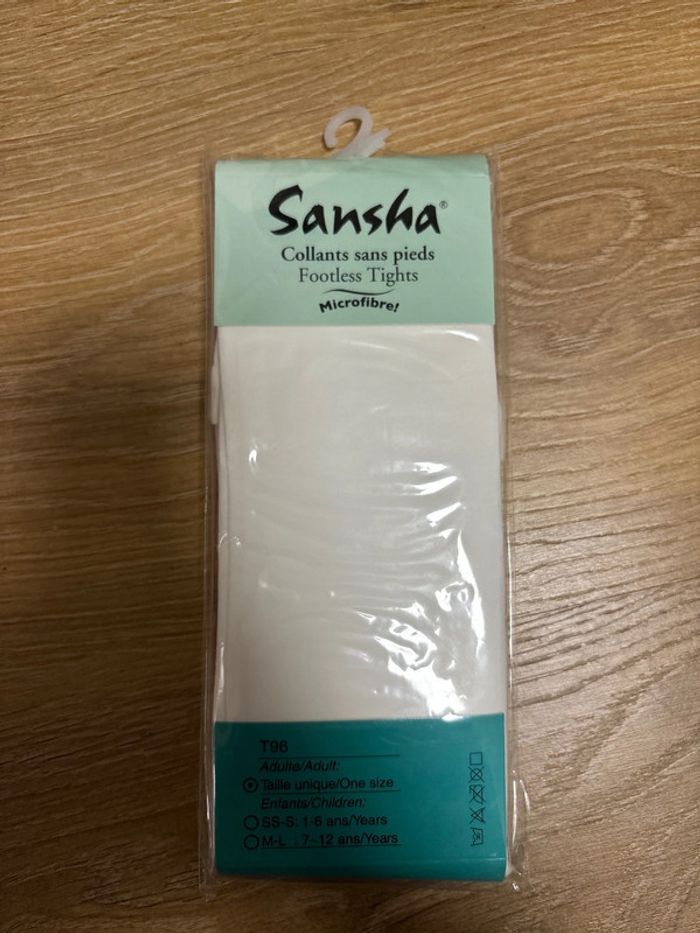 Sansha®
Collants sans pieds
Footless Tights
Microfibre!
T96
Adulte/Adult:
Taille unique/One size
Enfants/Children:
SS-S: 1-6 ans/Years
M-L : 7-12 ans/Years